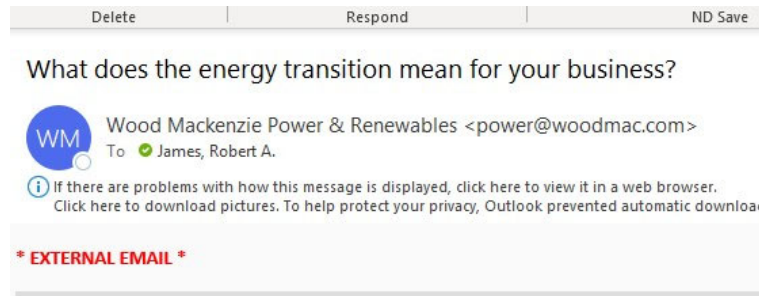 Delete Respond ND Save
What does the energy transition mean for your business?
WM
Wood Mackenzie Power & Renewables <power@woodmac.com>
To James, Robert A.
If there are problems with how this message is displayed, click here to view it in a web browser.
Click here to download pictures. To help protect your privacy, Outlook prevented automatic downloa
* EXTERNAL EMAIL *